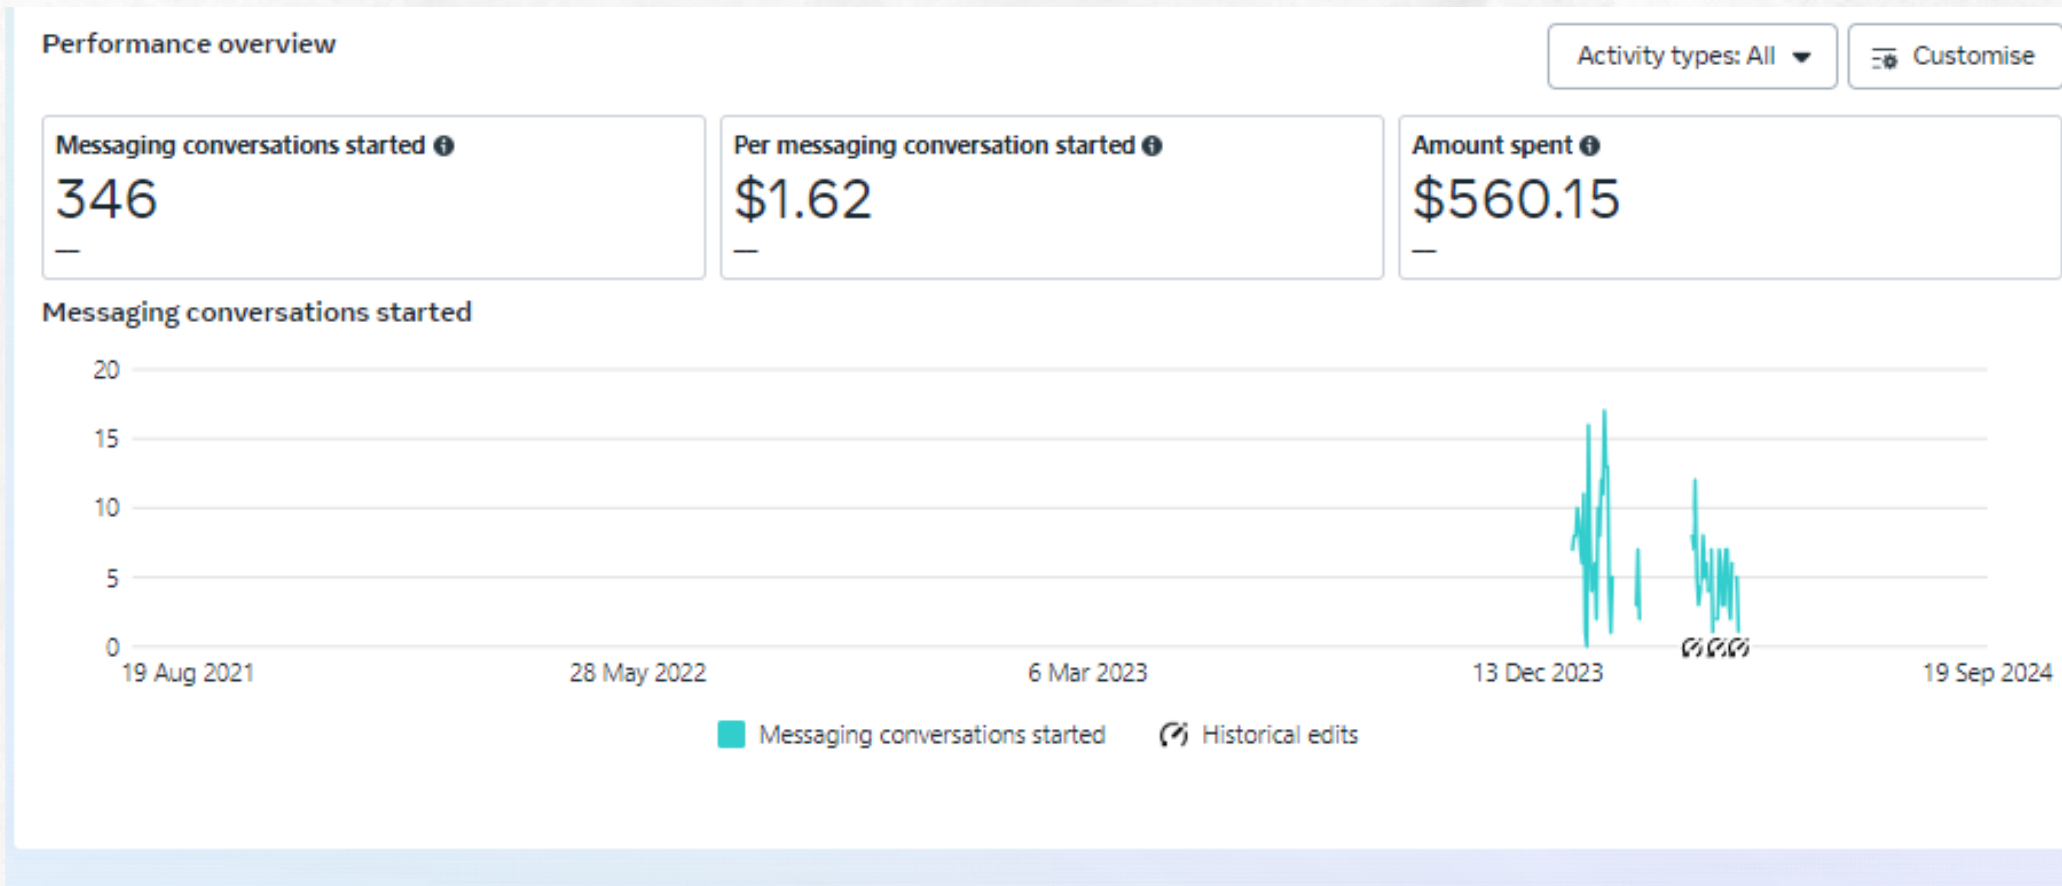 Performance overview
Activity types: All
Customise
Messaging conversations started
346
—
Per messaging conversation started
$1.62
—
Amount spent
$560.15
—
Messaging conversations started
20
15
10
5
0
19 Aug 2021
28 May 2022
6 Mar 2023
13 Dec 2023
19 Sep 2024
Messaging conversations started
Historical edits